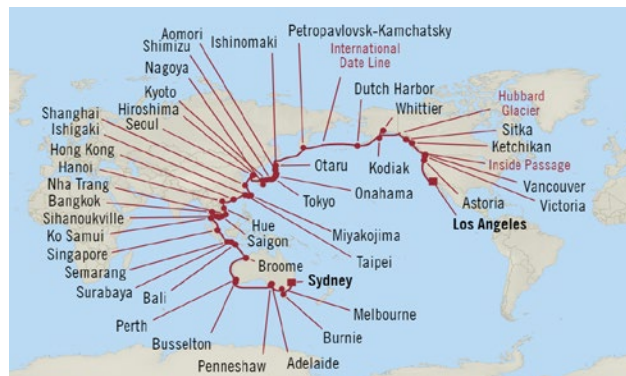 Aomori
Shimizu
Ishinomaki
Petropavlovsk-Kamchatsky
International
Date Line
Nagoya
Kyoto
Hiroshima
Seoul
Dutch Harbor
Whittier
Hubbard
Glacier
Sitka
Ketchikan
Inside Passage
Vancouver
Victoria
Shanghai
Ishigaki
Hong Kong
Hanoi
Nha Trang
Bangkok
Sihanoukville
Ko Samui
Singapore
Semarang
Surabaya
Bali
Otaru
Onahama
Tokyo
Kodiak
Astoria
Los Angeles
Miyakojima
Taipei
Hue
Saigon
Broome
Sydney
Perth
Busselton
Penneshaw
Adelaide
Burnie
Melbourne